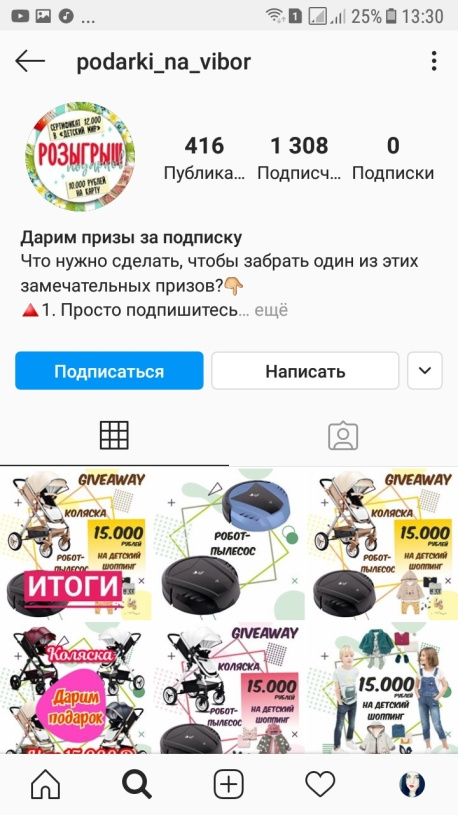 ... 1 25% 13:30
podarki_na_vibor
СЕРТИФИКАТ 12.000
В «ДЕТСКИЙ МИР»
РОЗЫГРЫШ
подарков
10.000 РУБЛЕЙ
НА КАРТУ
416 1 308 0
Публика... Подписч... Подписки
Дарим призы за подписку
Что нужно сделать, чтобы забрать один из этих
замечательных призов?
1. Просто подпишитесь... ещё
Подписаться Написать
GIVEAWAY
КОЛЯСКА
15.000
РУБЛЕЙ
НА ДЕТСКИЙ
ШОППИНГ
РОБОТ-
ПЫЛЕСОС
ИТОГИ
РОБОТ-
ПЫЛЕСОС
GIVEAWAY
КОЛЯСКА
15.000
РУБЛЕЙ
НА ДЕТСКИЙ
ШОППИНГ
РОБОТ-
ПЫЛЕСОС
Коляска
Дарим
подарок
GIVEAWAY
КОЛЯСКА
15.000
РУБЛЕЙ
НА ДЕТСКИЙ
ШОППИНГ
РОБОТ-
ПЫЛЕСОС
15.000
РУБЛЕЙ
НА ДЕТСКИЙ
ШОППИНГ